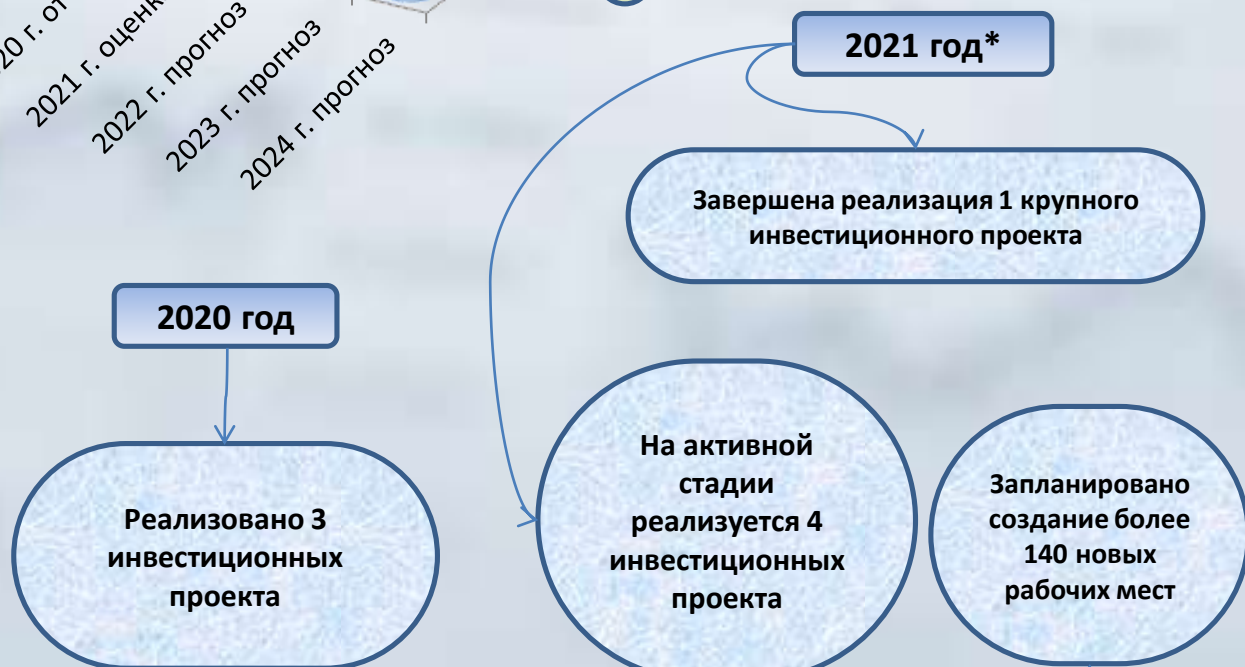 2021 г. оценка
2022 г. прогноз
2023 г. прогноз
2024 г. прогноз
2021 год*
Завершена реализация 1 крупного
инвестиционного проекта
2020 год
Реализовано 3
инвестиционных
проекта
На активной
стадии
реализуется 4
инвестиционных
проекта
Запланировано
создание более
140 новых
рабочих мест